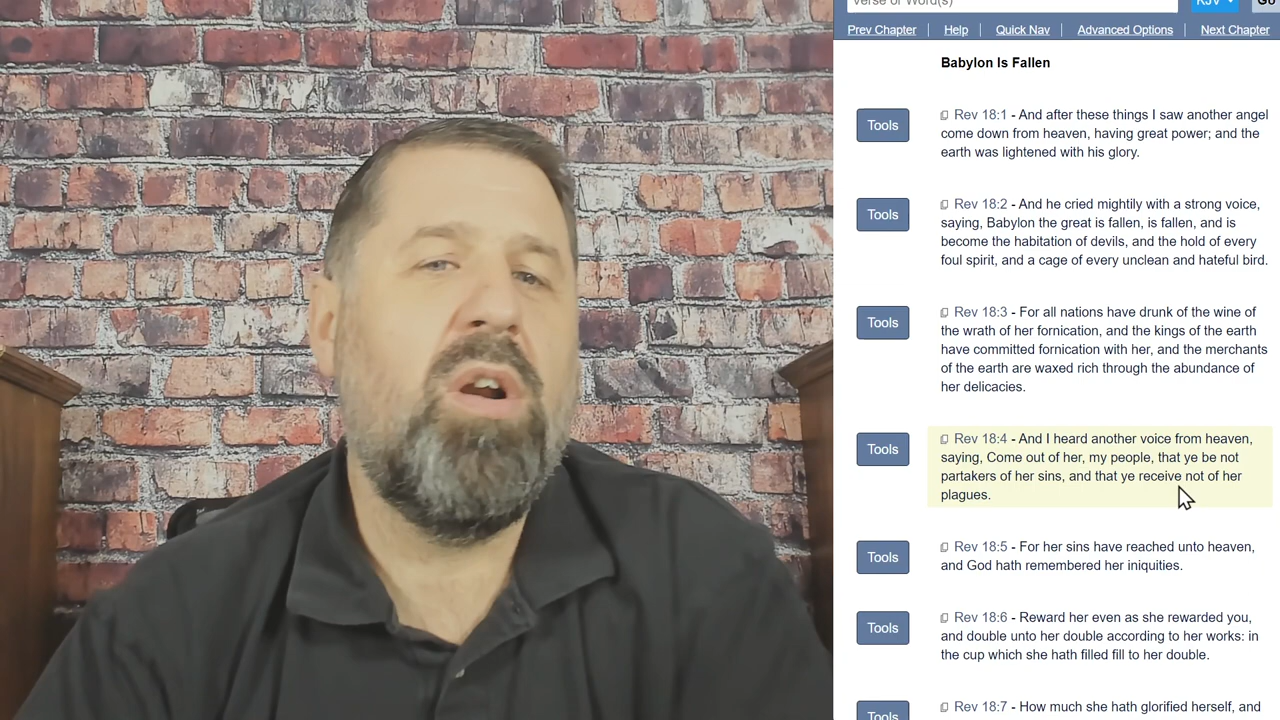 Verse or Word(s) KJV Go
Prev Chapter Help Quick Nav Advanced Options Next Chapter
Babylon Is Fallen
Tools
Rev 18:1 - And after these things I saw another angel
come down from heaven, having great power; and the
earth was lightened with his glory.
Tools
Rev 18:2 - And he cried mightily with a strong voice,
saying, Babylon the great is fallen, is fallen, and is
become the habitation of devils, and the hold of every
foul spirit, and a cage of every unclean and hateful bird.
Tools
Rev 18:3 - For all nations have drunk of the wine of
the wrath of her fornication, and the kings of the earth
have committed fornication with her, and the merchants
of the earth are waxed rich through the abundance of
her delicacies.
Tools
Rev 18:4 - And I heard another voice from heaven,
saying, Come out of her, my people, that ye be not
partakers of her sins, and that ye receive not of her
plagues.
Tools
Rev 18:5 - For her sins have reached unto heaven,
and God hath remembered her iniquities.
Tools
Rev 18:6 - Reward her even as she rewarded you,
and double unto her double according to her works: in
the cup which she hath filled fill to her double.
Tools
Rev 18:7 - How much she hath glorified herself, and